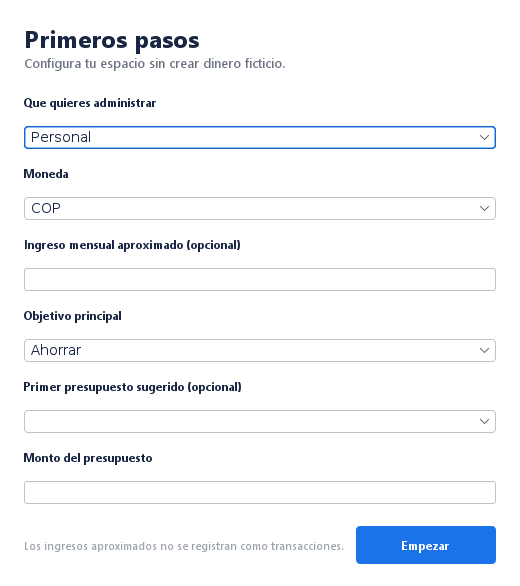 Primeros pasos
Configura tu espacio sin crear dinero ficticio.
Que quieres administrar
Personal
Moneda
COP
Ingreso mensual aproximado (opcional)
Objetivo principal
Ahorrar
Primer presupuesto sugerido (opcional)
Monto del presupuesto
Los ingresos aproximados no se registran como transacciones.
Empezar